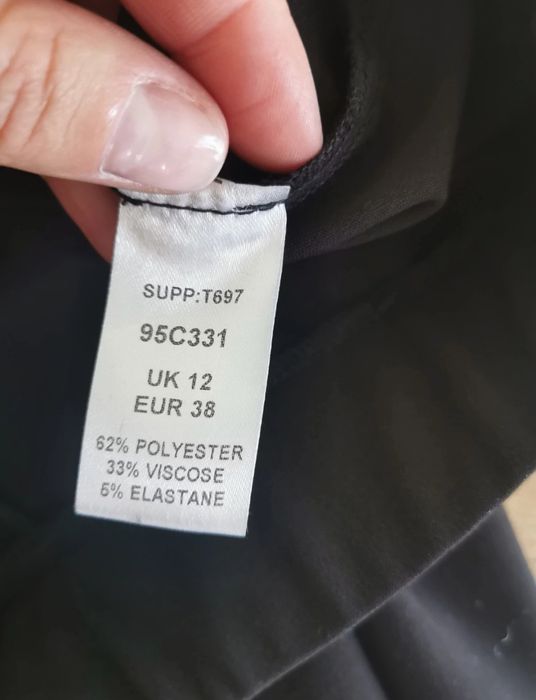 SUPP:T697
95C331
UK 12
EUR 38
62% POLYESTER
33% VISCOSE
5% ELASTANE